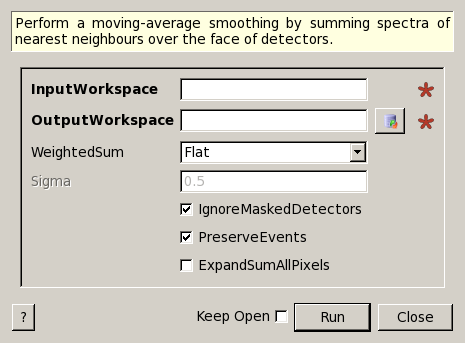 Perform a moving-average smoothing by summing spectra of
nearest neighbours over the face of detectors.
InputWorkspace
OutputWorkspace
WeightedSum Flat
Sigma 0.5
IgnoreMaskedDetectors
PreserveEvents
ExpandSumAllPixels
? Keep Open Run Close